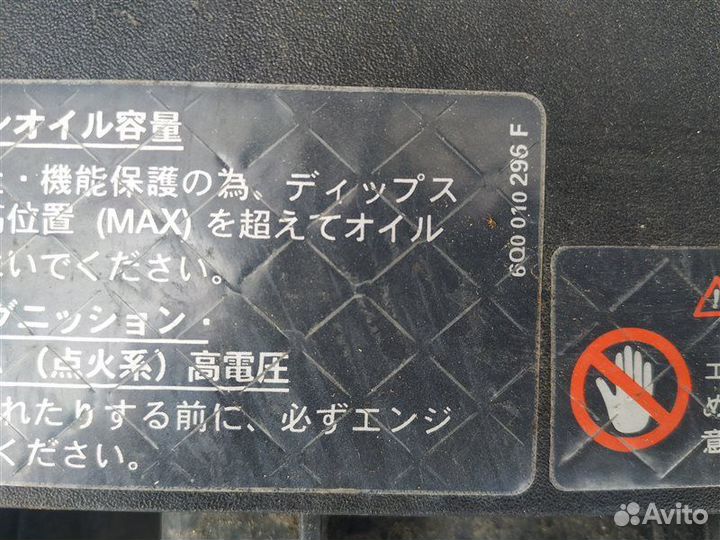 ンオイル容量
・機能保護の為、ディップス
位置 (MAX) を超えてオイル
いでください。
グニッション・
(点火系) 高電圧
れたりする前に、必ずエンジ
ください。
6Q0 010 296 F
エ
め
意
Avito